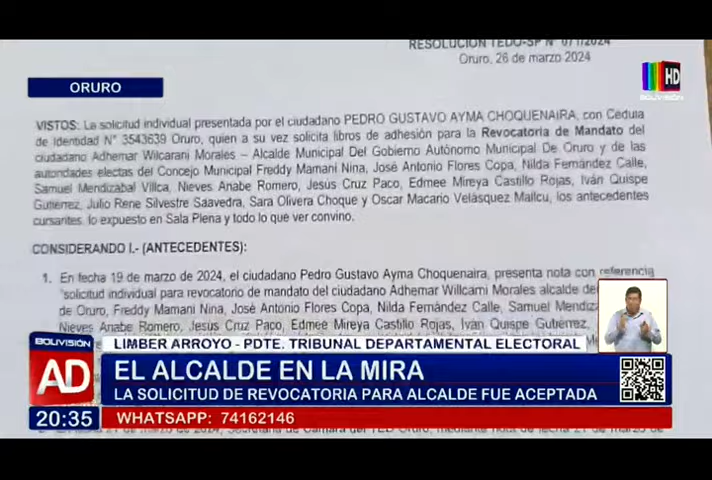 RESOLUCION TEDO-SP N° 071/2024
Oruro, 26 de marzo 2024
HD
BOLIVISIÓN
ORURO
VISTOS: La solicitud individual presentada por el ciudadano PEDRO GUSTAVO AYMA CHOQUENAIRA, con Cédula
de Identidad N° 3543639 Oruro, quien a su vez solicita libros de adhesión para la Revocatoria de Mandato del
ciudadano Adhemar Wilcarani Morales – Alcalde Municipal Del Gobierno Autónomo Municipal De Oruro y de las
autoridades electas del Concejo Municipal Freddy Mamani Nina, José Antonio Flores Copa, Nilda Fernández Calle,
Samuel Mendizabal Villca, Nieves Anabe Romero, Jesus Cruz Paco, Edmee Mireya Castillo Rojas, Iván Quispe
Gutiérrez, Julio Rene Silvestre Saavedra, Sara Olivera Choque y Oscar Macario Velásquez Mallcu, los antecedentes
cursantes, lo expuesto en Sala Plena y todo lo que ver convino.
CONSIDERANDO I.- (ANTECEDENTES):
1. En fecha 19 de marzo de 2024, el ciudadano Pedro Gustavo Ayma Choquenaira, presenta nota con referencia
"solicitud individual para revocatorio de mandato del ciudadano Adhemar Willcami Morales alcalde de
de Oruro, Freddy Mamani Nina, José Antonio Flores Copa, Nilda Fernández Calle, Samuel Mendiza
Nieves Anabe Romero, Jesús Cruz Paco, Edmee Mireya Castillo Rojas, Iván Quispe Gutiérrez,
BOLIVISIÓN
AD
LIMBER ARROYO - PDTE. TRIBUNAL DEPARTAMENTAL ELECTORAL
EL ALCALDE EN LA MIRA
LA SOLICITUD DE REVOCATORIA PARA ALCALDE FUE ACEPTADA
20:35
WHATSAPP: 74162146